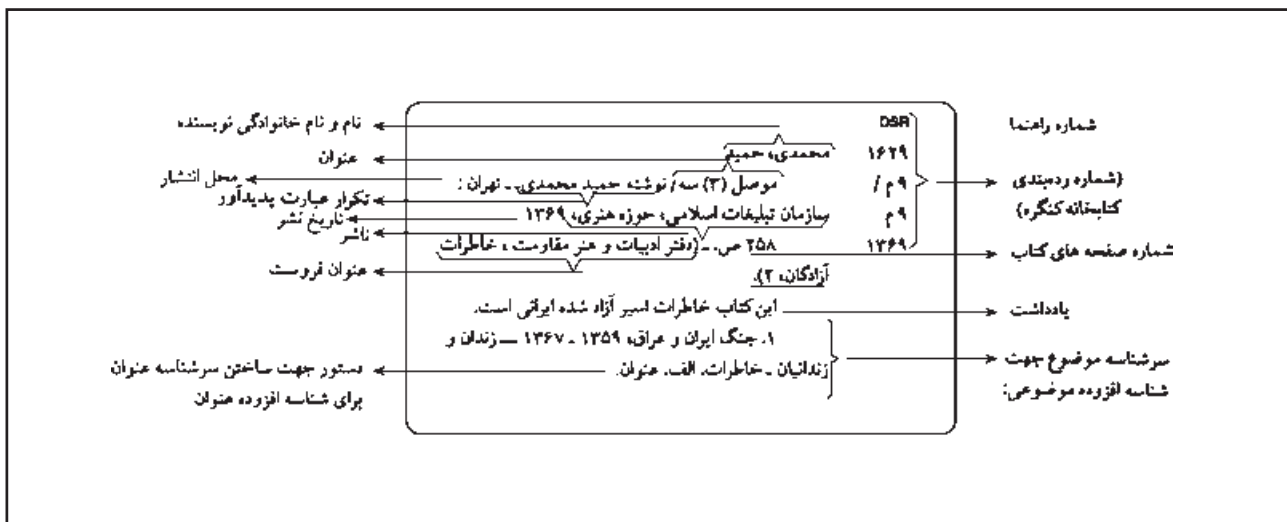 شماره راهنما
(شماره رده‌بندی
کتابخانه کنگره)
شماره صفحه های کتاب
یادداشت
سرشناسه موضوع جهت
شناسه افزوده موضوعی:
DSR
۱۶۲۹ محمدی، حمید
۹م / موصل (۳) سه/ نوشته حمید محمدی. ـ تهران :
۹م سازمان تبلیغات اسلامی، حوزه هنری، ۱۳۶۹
۱۳۶۹ ۲۵۸ ص. ـ (دفتر ادبیات و هنر مقاومت ، خاطرات
آزادگان، ۲).
این کتاب خاطرات اسیر آزاد شده ایرانی است.
۱. جنگ ایران و عراق، ۱۳۵۹ ـ ۱۳۶۷ ـــ زندان و
زندانیان ـ خاطرات. الف. عنوان.
نام و نام خانوادگی نویسنده
عنوان
محل انتشار
تکرار عبارت پدیدآور
تاریخ نشر
ناشر
عنوان فروست
دستور جهت ساختن سرشناسه عنوان
برای شناسه افزوده عنوان